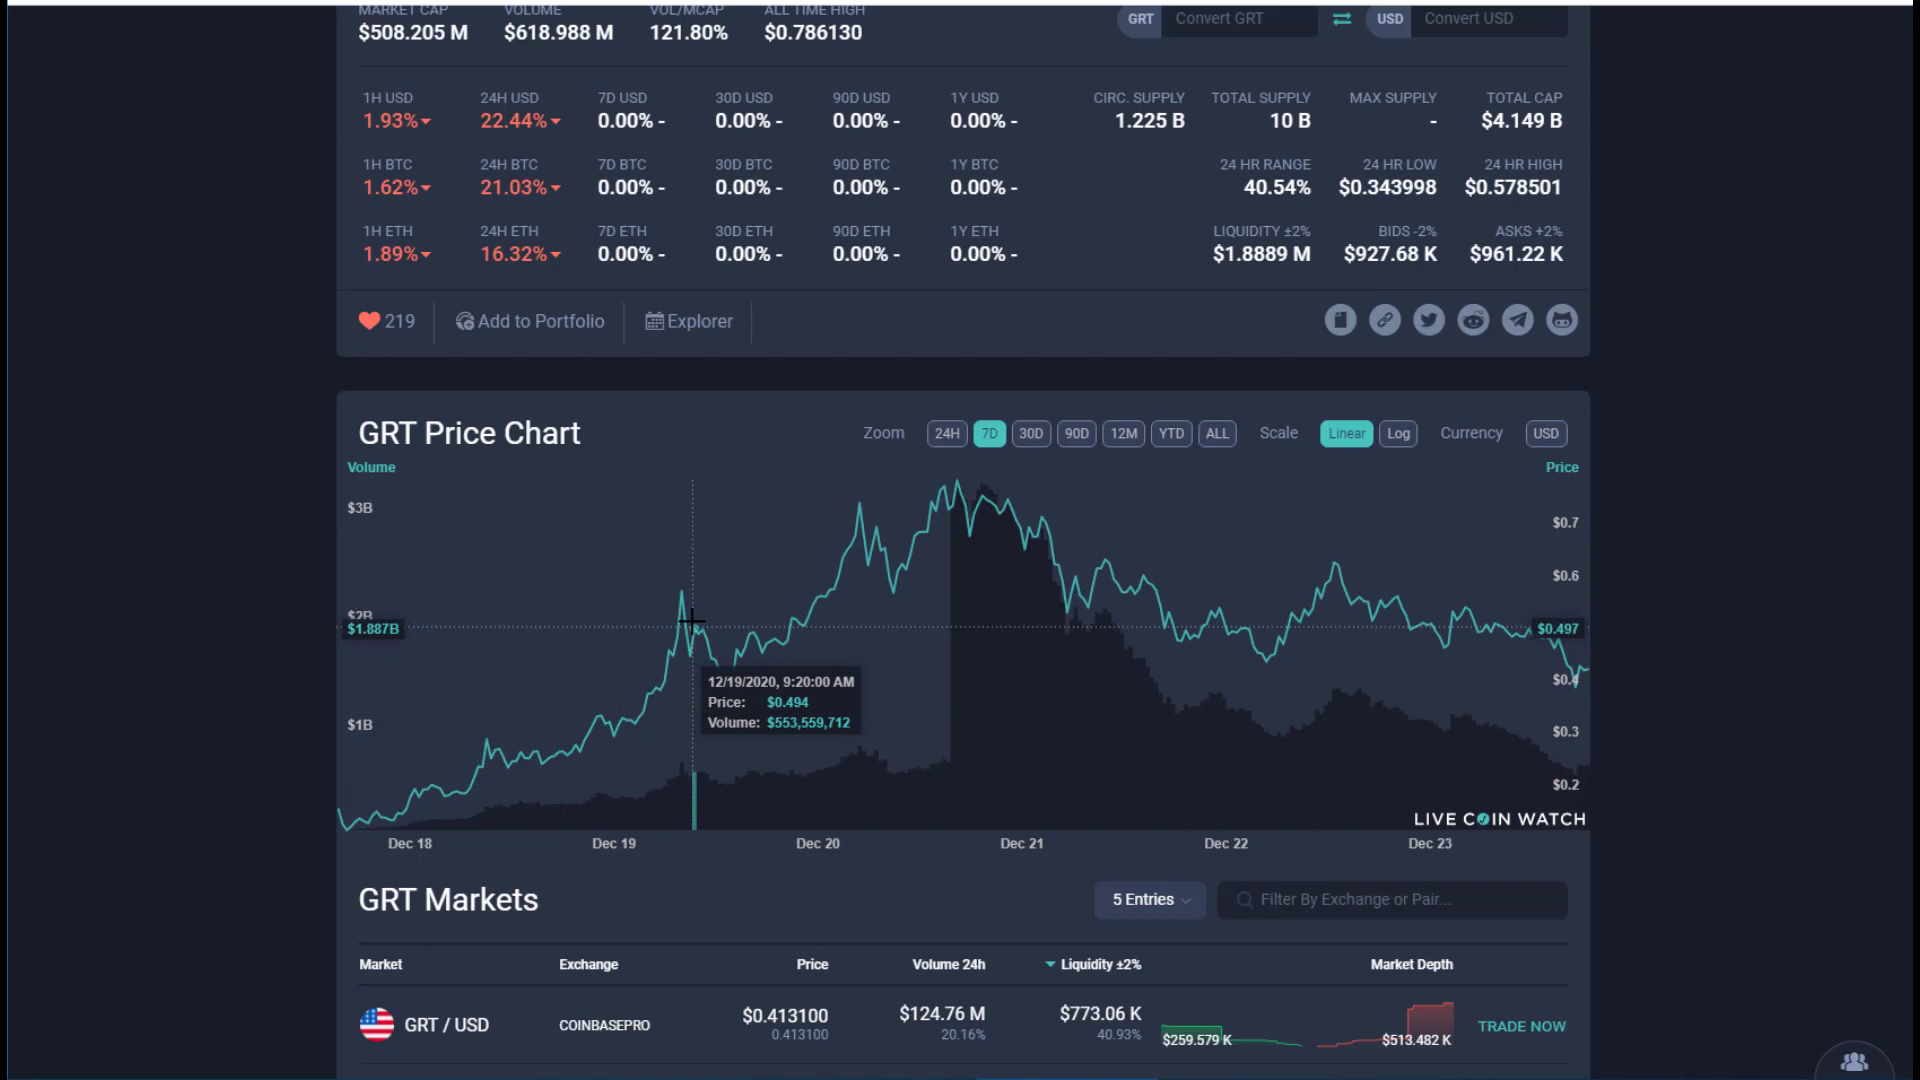 MARKET CAP VOLUME VOL/MCAP ALL TIME HIGH
$508.205 M $618.988 M 121.80% $0.786130
GRT Convert GRT USD Convert USD
1H USD 24H USD 7D USD 30D USD 90D USD 1Y USD CIRC. SUPPLY TOTAL SUPPLY MAX SUPPLY TOTAL CAP
1.93% 22.44% 0.00% - 0.00% - 0.00% - 0.00% - 1.225 B 10 B - $4.149 B
1H BTC 24H BTC 7D BTC 30D BTC 90D BTC 1Y BTC 24 HR RANGE 24 HR LOW 24 HR HIGH
1.62% 21.03% 0.00% - 0.00% - 0.00% - 0.00% - 40.54% $0.343998 $0.578501
1H ETH 24H ETH 7D ETH 30D ETH 90D ETH 1Y ETH LIQUIDITY ±2% BIDS -2% ASKS +2%
1.89% 16.32% 0.00% - 0.00% - 0.00% - 0.00% - $1.8889 M $927.68 K $961.22 K
219 Add to Portfolio Explorer
GRT Price Chart Zoom 24H 7D 30D 90D 12M YTD ALL Scale Linear Log Currency USD
Volume Price
$3B
$0.7
$0.6
$2B
$1.887B $0.497
12/19/2020, 9:20:00 AM
Price: $0.494
Volume: $553,559,712
$0.4
$1B
$0.3
$0.2
LIVE COIN WATCH
Dec 18 Dec 19 Dec 20 Dec 21 Dec 22 Dec 23
GRT Markets 5 Entries Filter By Exchange or Pair...
Market Exchange Price Volume 24h Liquidity ±2% Market Depth
GRT / USD COINBASEPRO $0.413100 $124.76 M $773.06 K TRADE NOW
0.413100 20.16% 40.93% $259.579 K $513.482 K